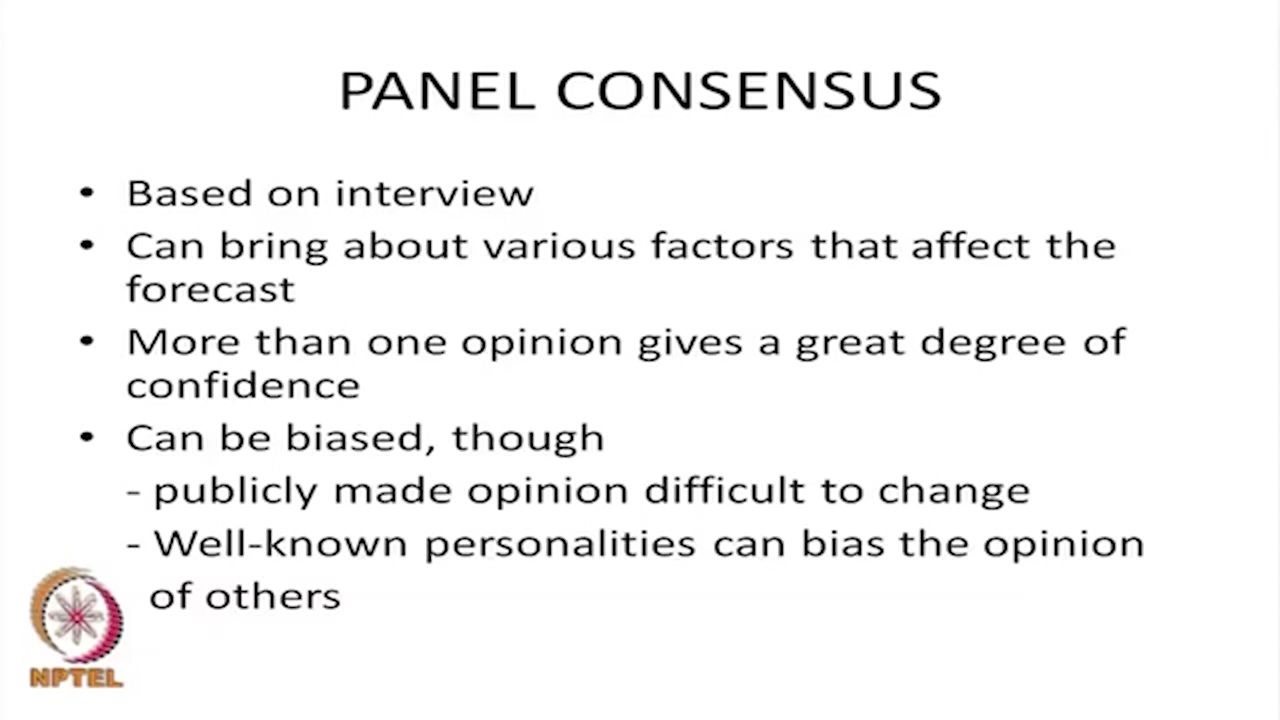 PANEL CONSENSUS
• Based on interview
• Can bring about various factors that affect the
forecast
• More than one opinion gives a great degree of
confidence
• Can be biased, though
- publicly made opinion difficult to change
- Well-known personalities can bias the opinion
of others
NPTEL